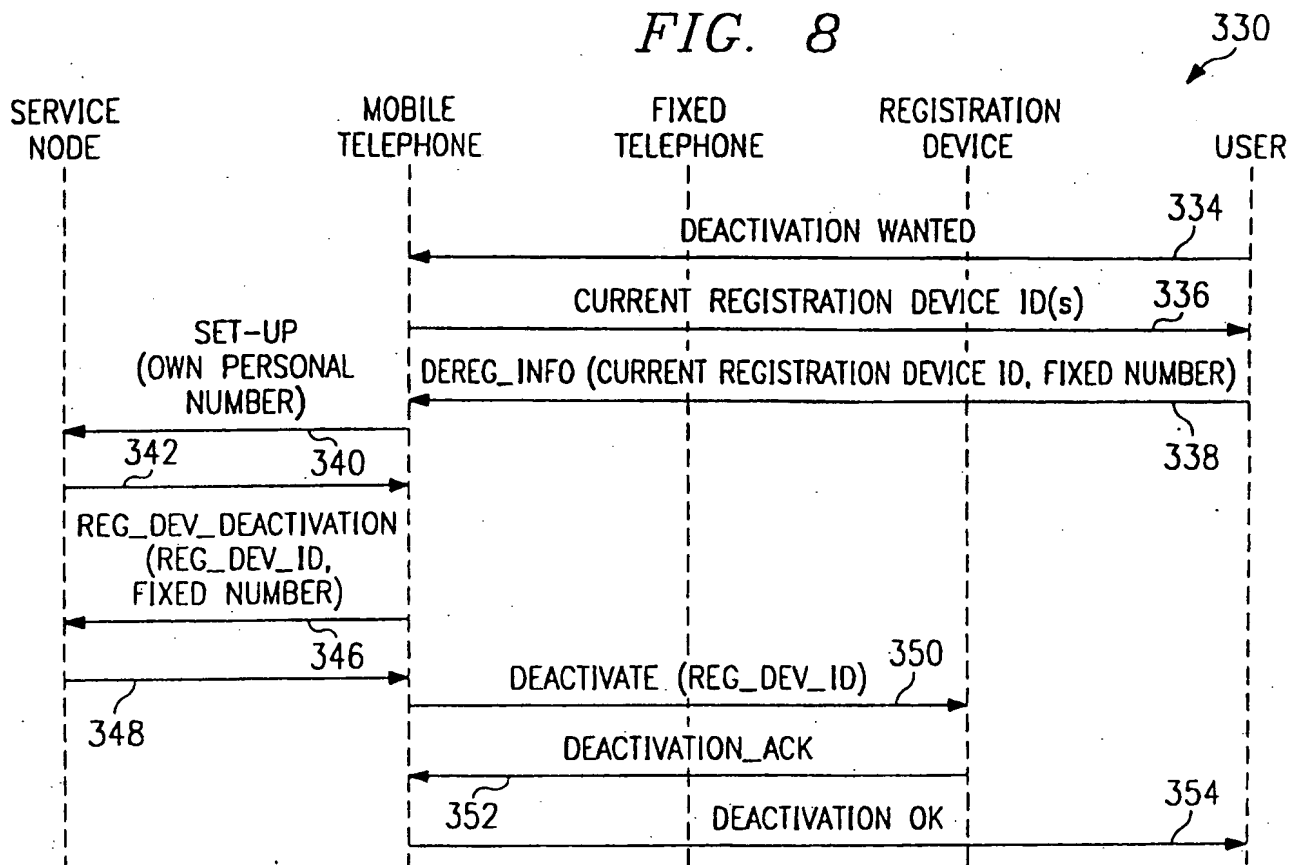 FIG. 8
330
SERVICE
NODE
MOBILE
TELEPHONE
FIXED
TELEPHONE
REGISTRATION
DEVICE
USER
334
DEACTIVATION WANTED
CURRENT REGISTRATION DEVICE ID(s)
336
SET-UP
(OWN PERSONAL
NUMBER)
DEREG_INFO (CURRENT REGISTRATION DEVICE ID, FIXED NUMBER)
342
340
338
REG_DEV_DEACTIVATION
(REG_DEV_ID,
FIXED NUMBER)
346
350
DEACTIVATE (REG_DEV_ID)
348
DEACTIVATION_ACK
352
354
DEACTIVATION OK